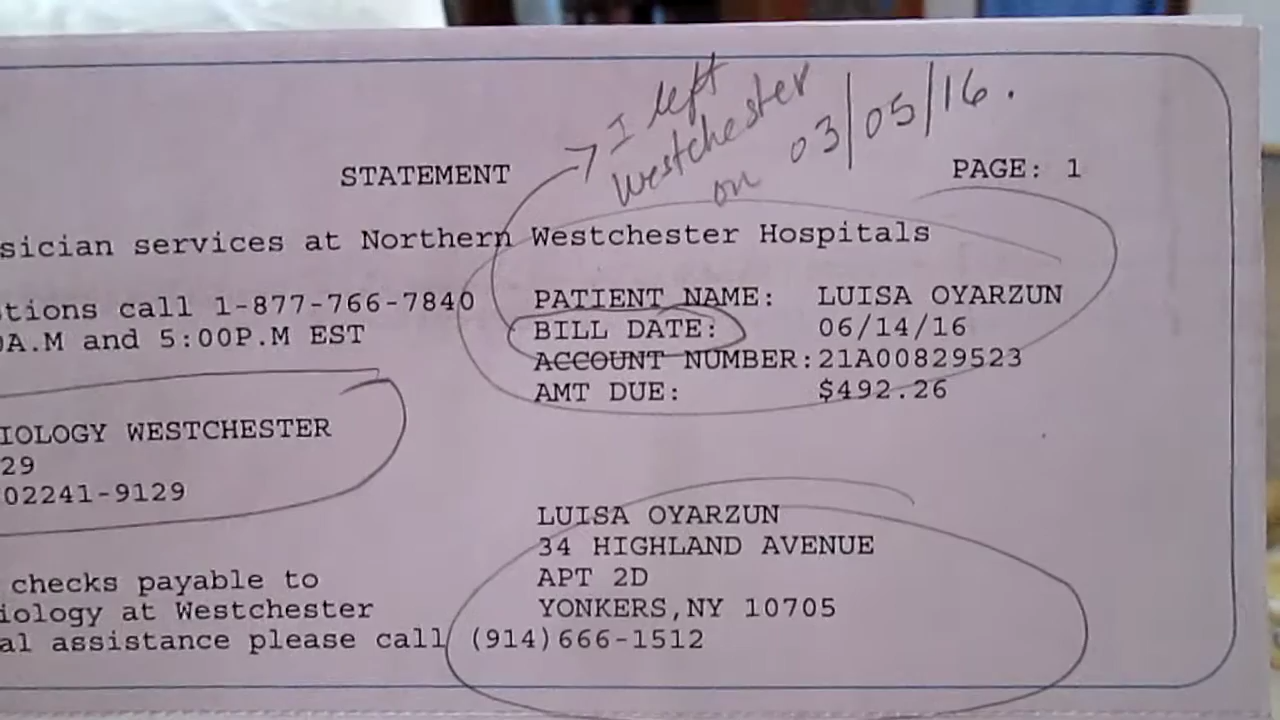 I left
Westchester
on 03/05/16.
STATEMENT PAGE: 1
sician services at Northern Westchester Hospitals
tions call 1-877-766-7840
0A.M and 5:00P.M EST
PATIENT NAME: LUISA OYARZUN
BILL DATE: 06/14/16
ACCOUNT NUMBER:21A00829523
AMT DUE: $492.26
IOLOGY WESTCHESTER
29
02241-9129
LUISA OYARZUN
34 HIGHLAND AVENUE
APT 2D
YONKERS,NY 10705
checks payable to
iology at Westchester
al assistance please call (914)666-1512